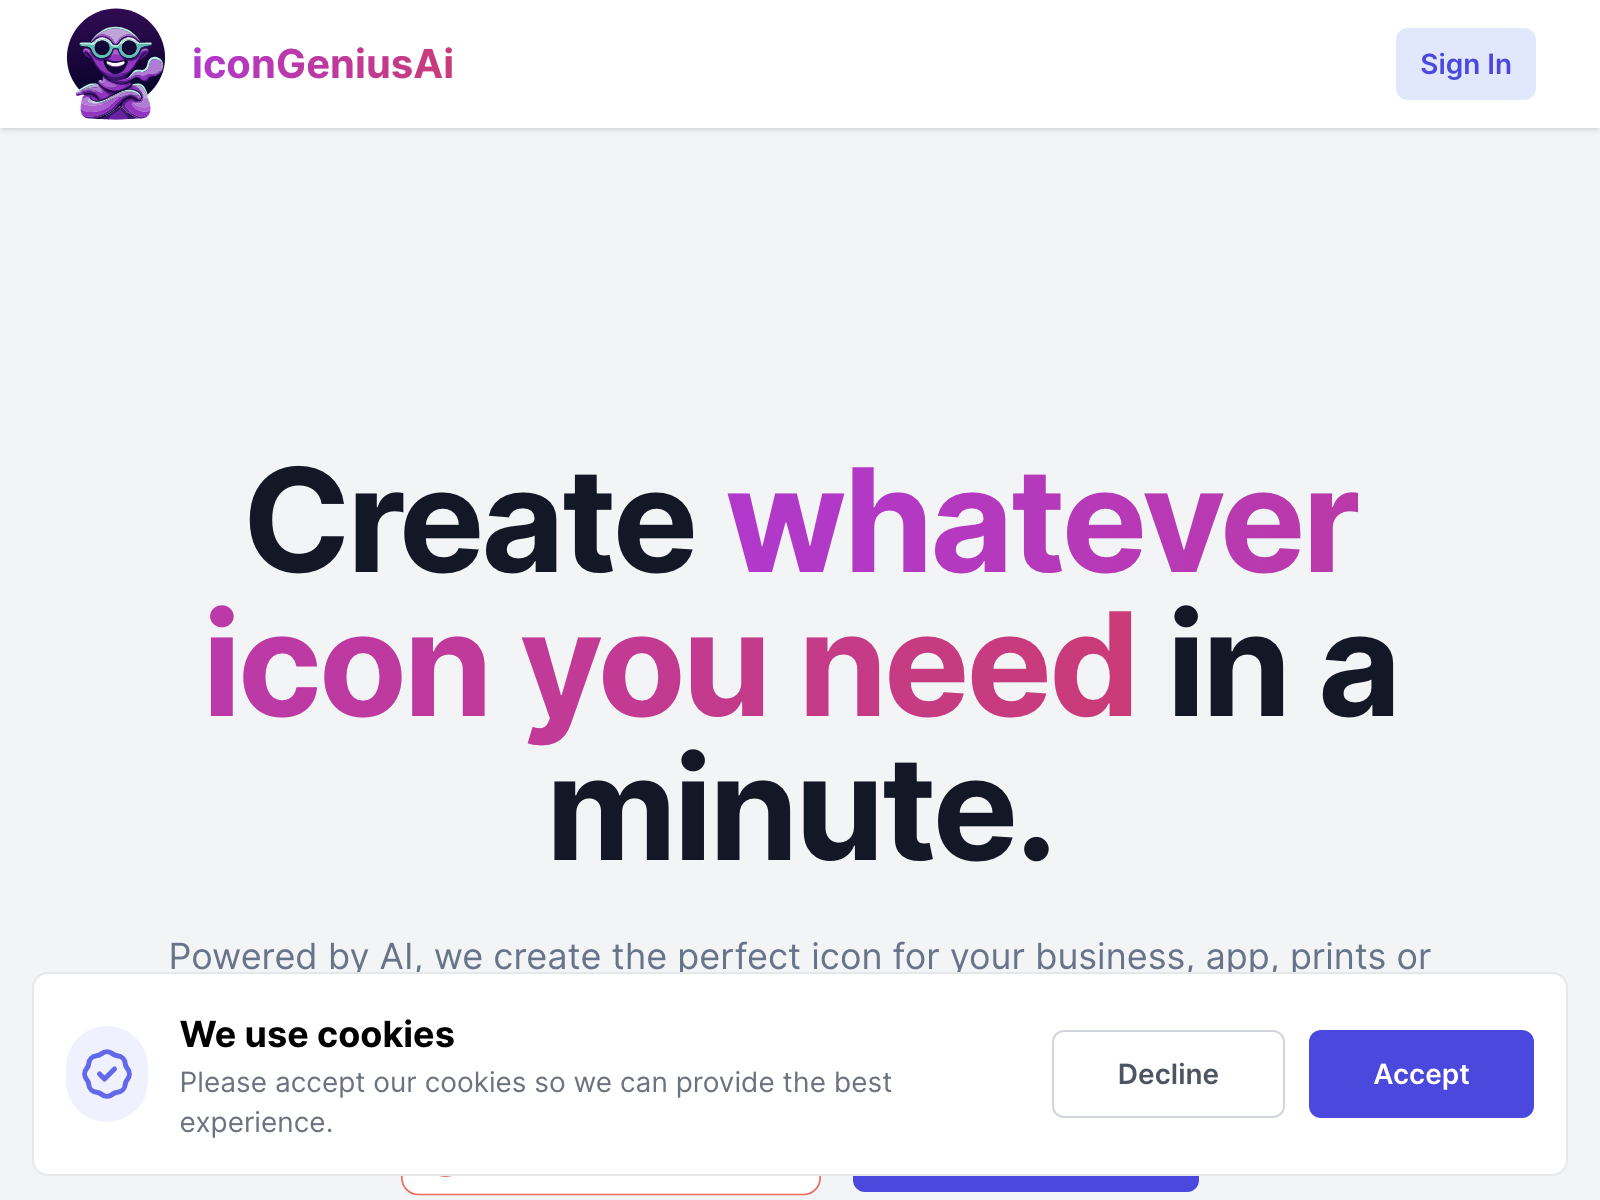 iconGeniusAi
Sign In
Create whatever
icon you need in a
minute.
Powered by AI, we create the perfect icon for your business, app, prints or
We use cookies
Please accept our cookies so we can provide the best
experience.
Decline
Accept